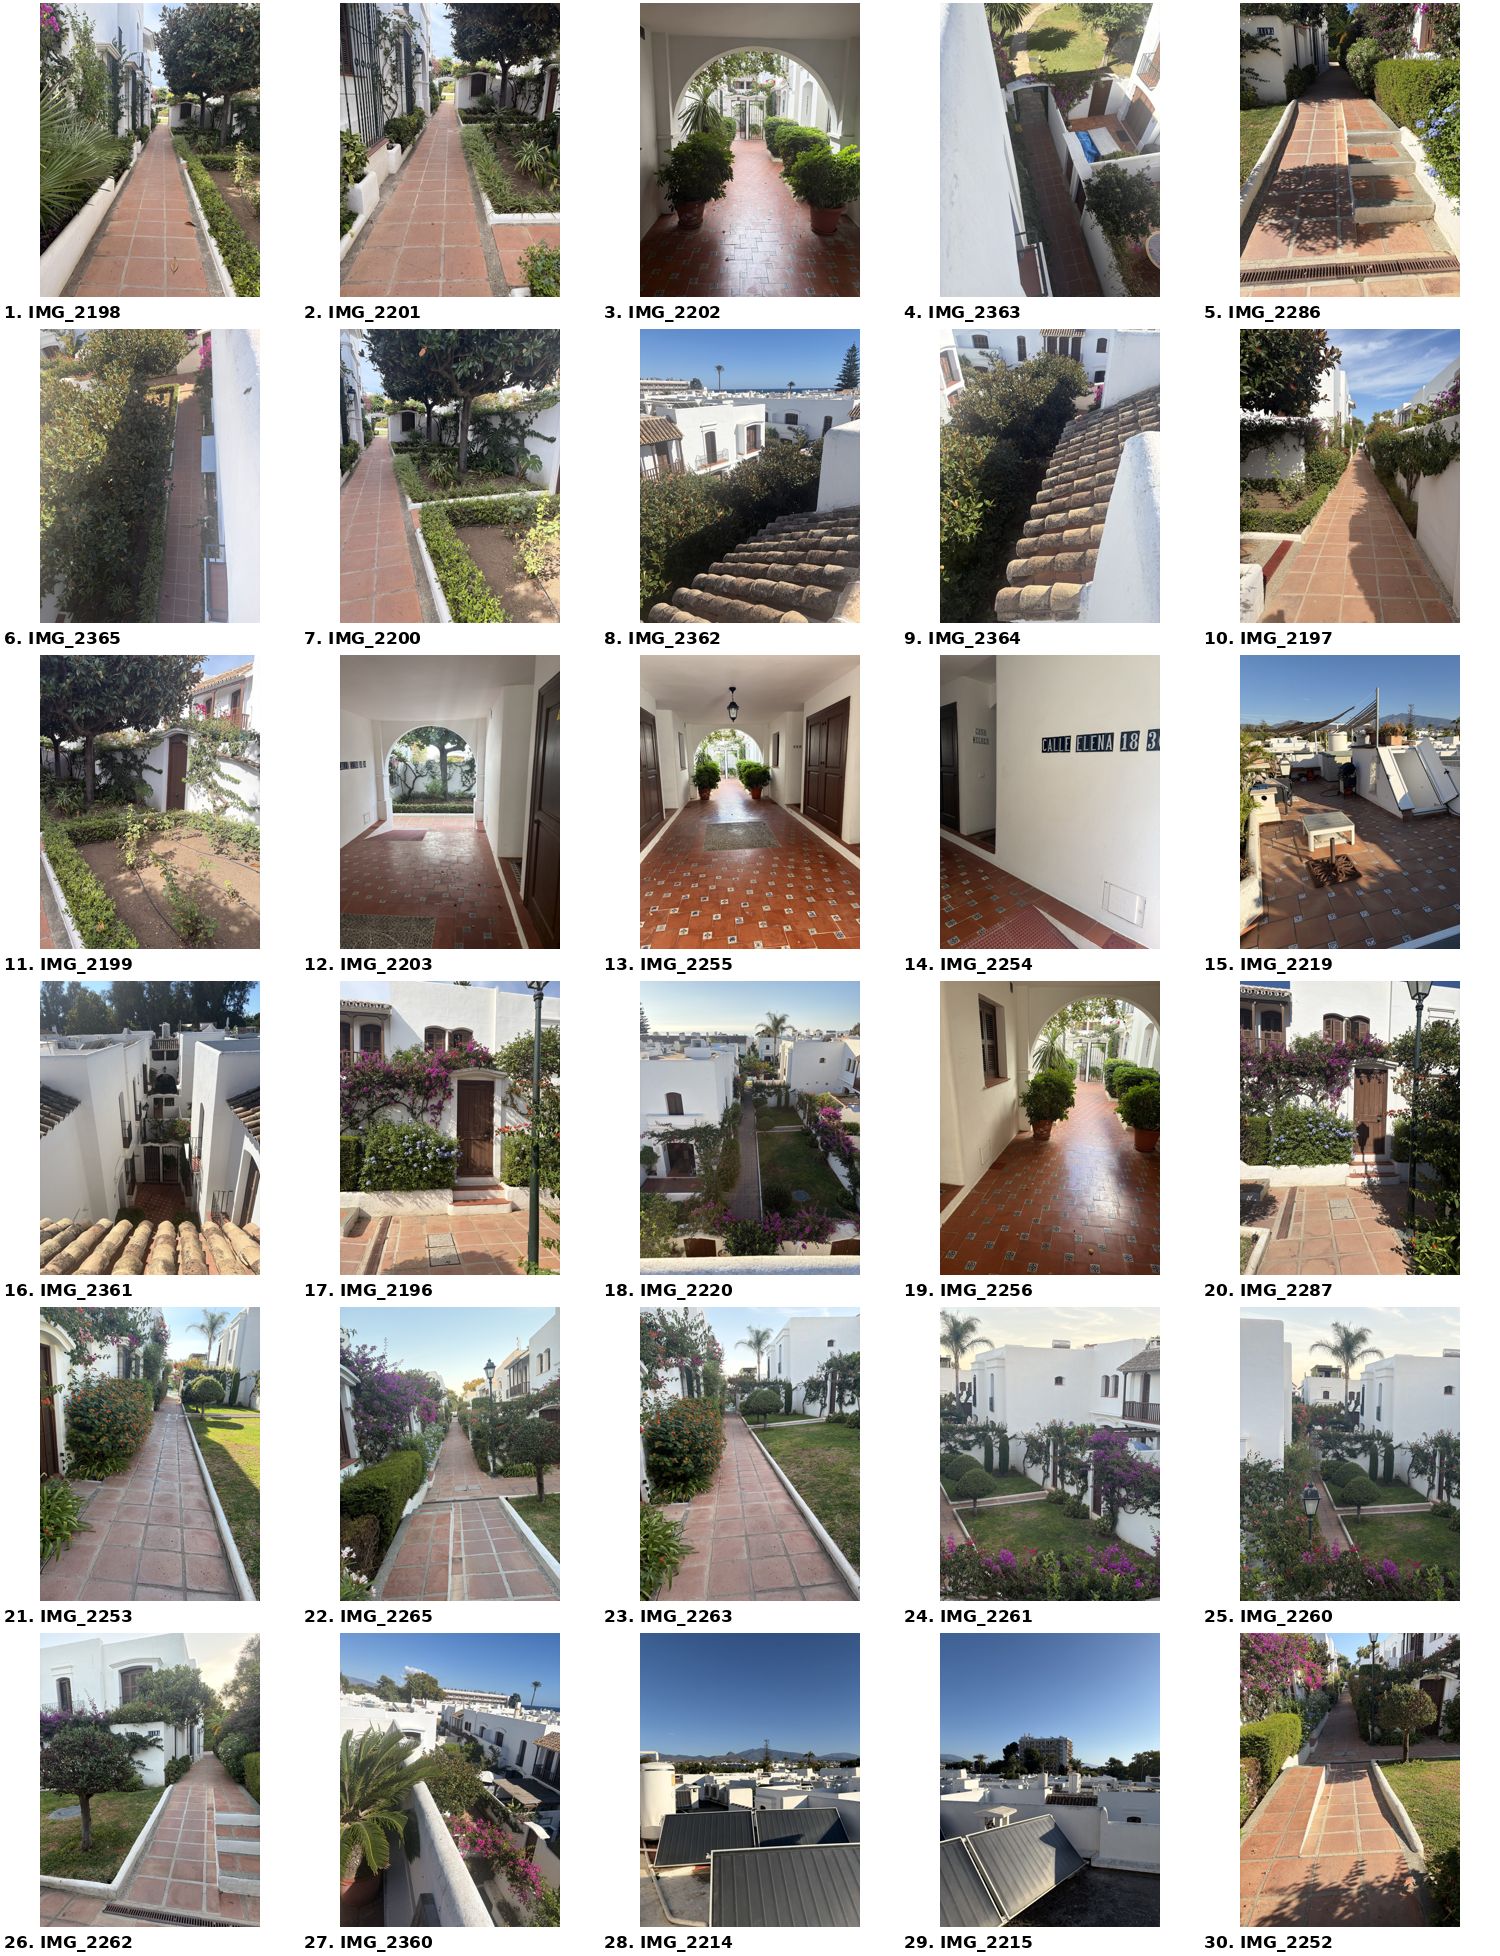 1. IMG_2198
2. IMG_2201
3. IMG_2202
4. IMG_2363
5. IMG_2286
6. IMG_2365
7. IMG_2200
8. IMG_2362
9. IMG_2364
10. IMG_2197
11. IMG_2199
12. IMG_2203
13. IMG_2255
CALLE ELENA 18 3
14. IMG_2254
15. IMG_2219
16. IMG_2361
17. IMG_2196
18. IMG_2220
19. IMG_2256
20. IMG_2287
21. IMG_2253
22. IMG_2265
23. IMG_2263
24. IMG_2261
25. IMG_2260
26. IMG_2262
27. IMG_2360
28. IMG_2214
29. IMG_2215
30. IMG_2252